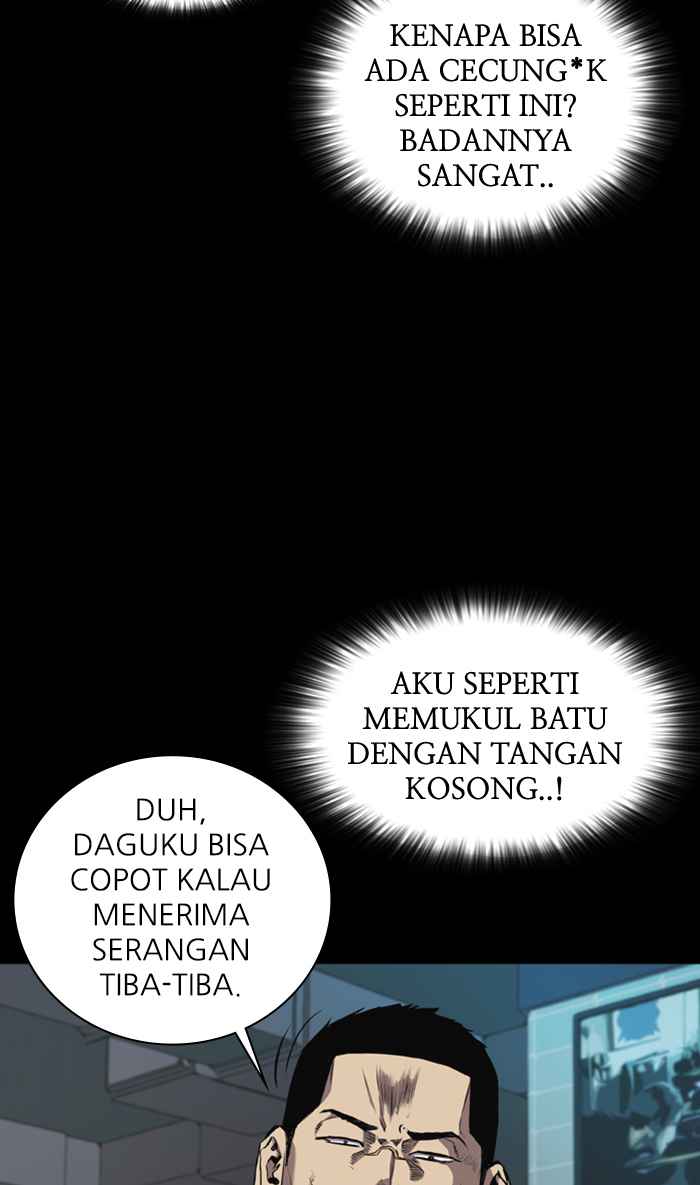 KENAPA BISA
ADA CECUNG*K
SEPERTI INI?
BADANNYA
SANGAT..
AKU SEPERTI
MEMUKUL BATU
DENGAN TANGAN
KOSONG..!
DUH,
DAGUKU BISA
COPOT KALAU
MENERIMA
SERANGAN
TIBA-TIBA.